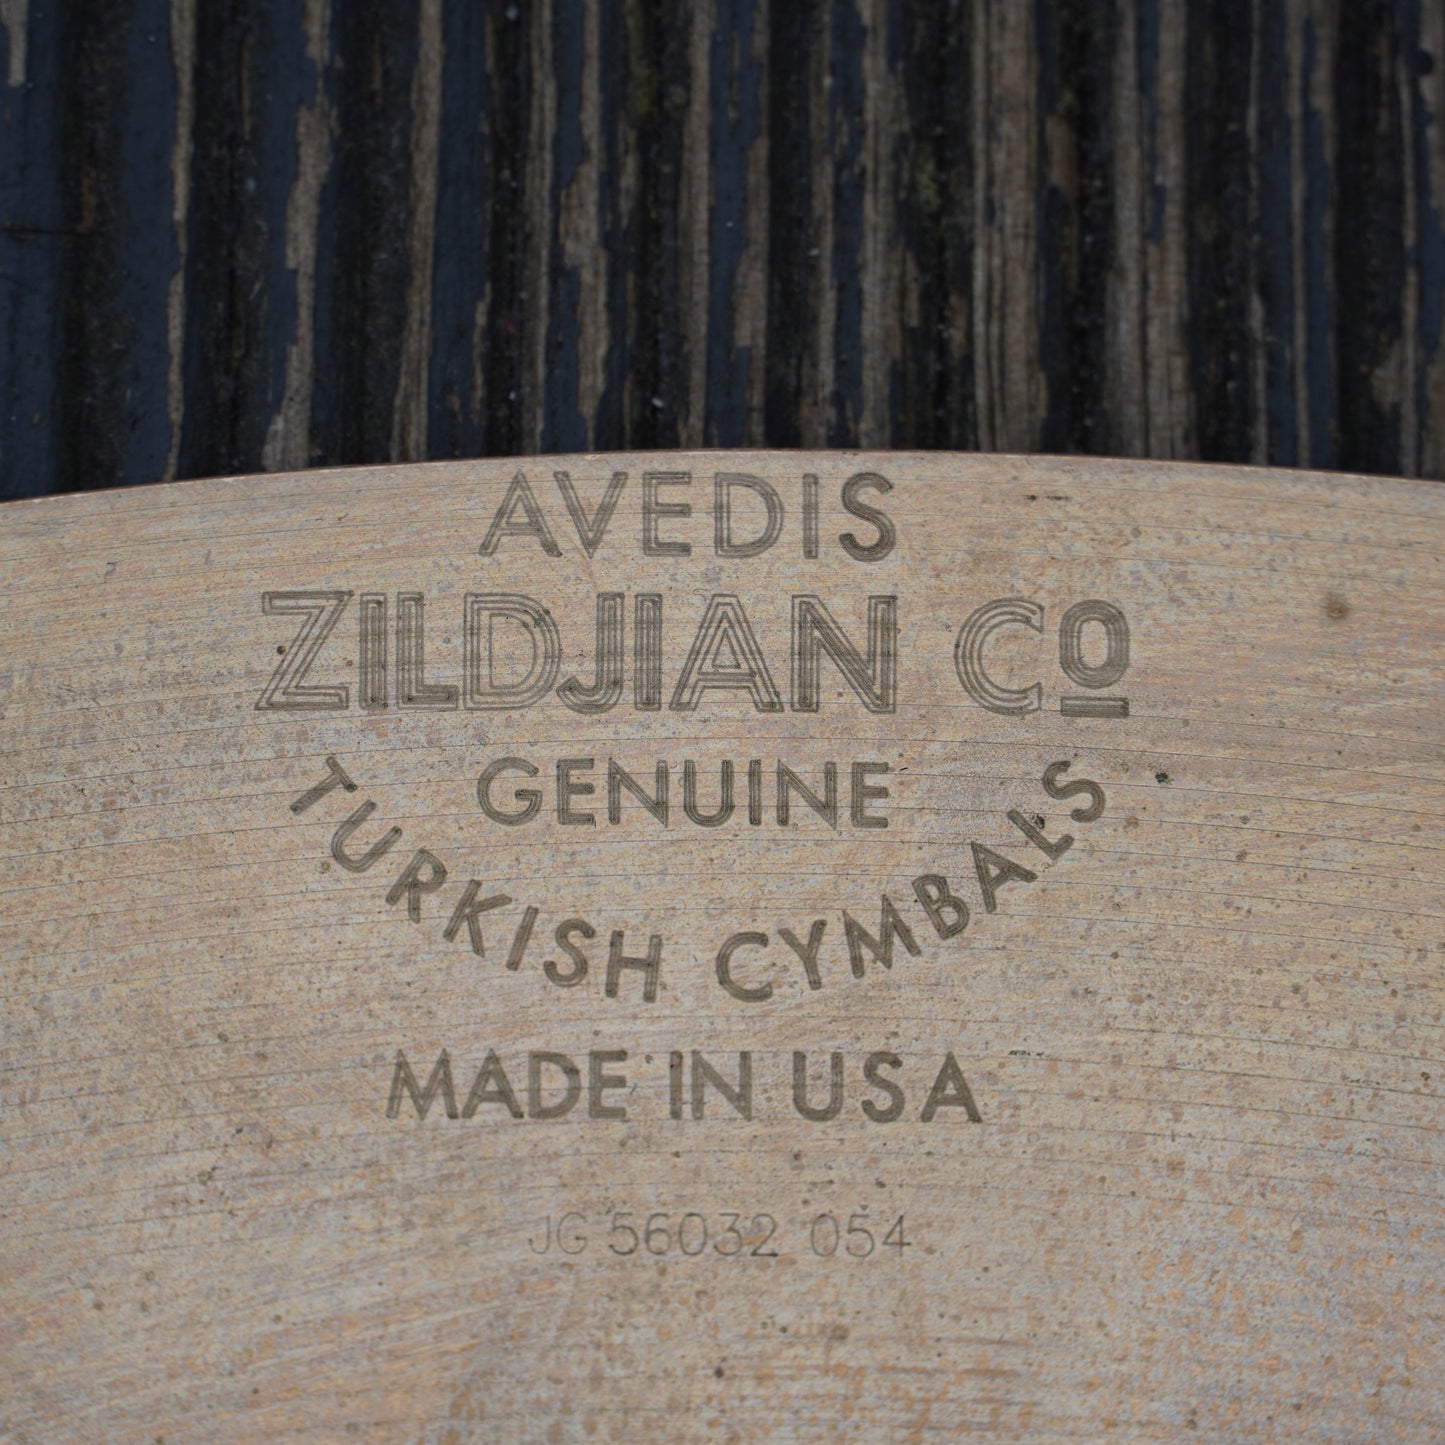 AVEDIS
ZILDJIAN Cº
GENUINE
TURKISH CYMBALS
MADE IN USA
JG 56032 054